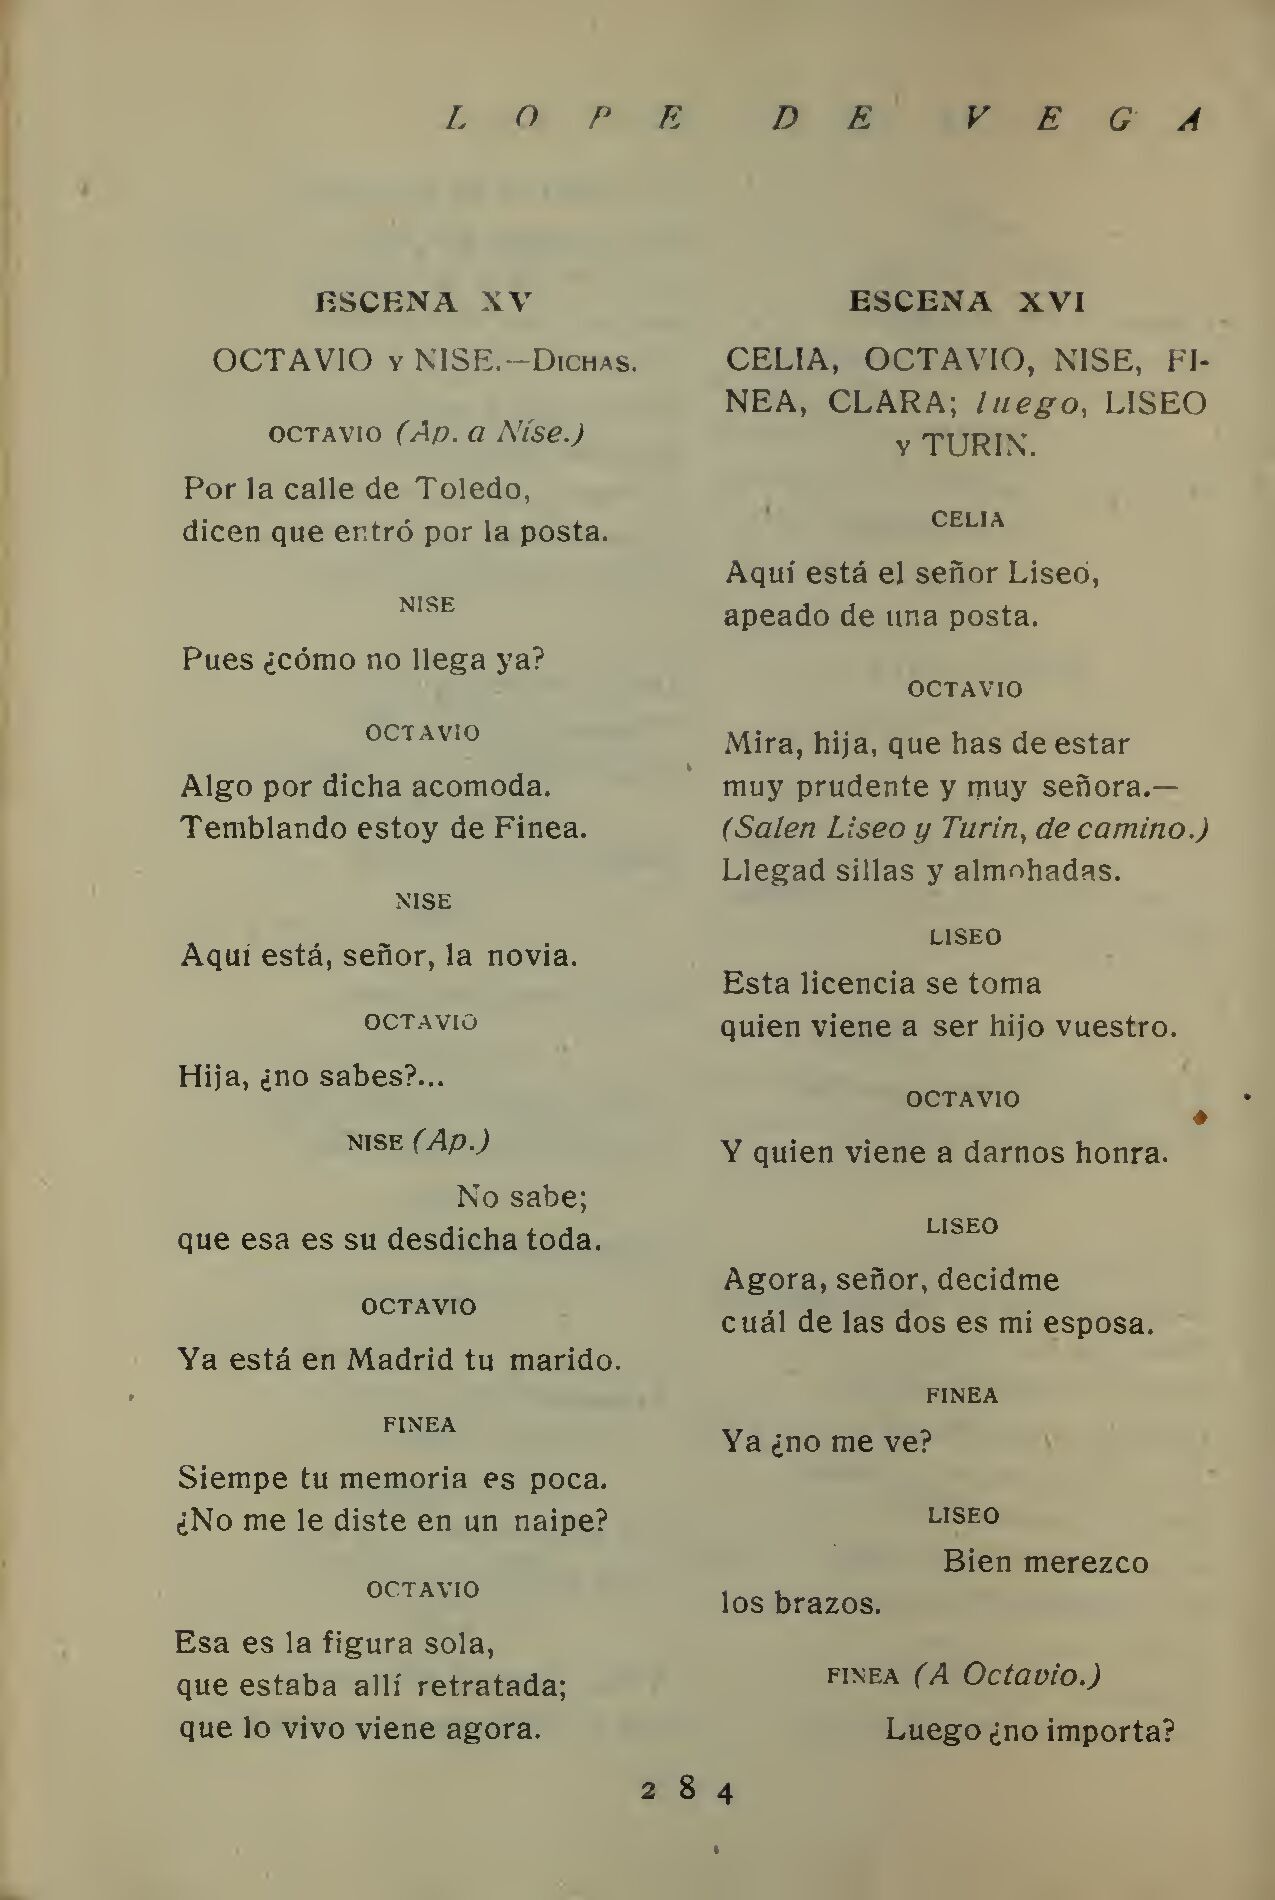 LOPE DE VEGA
ESCENA XV
OCTAVIO Y NISE.—DICHAS.
OCTAVIO (Ap. a Nise.)
Por la calle de Toledo,
dicen que entró por la posta.
NISE
Pues ¿cómo no llega ya?
OCTAVIO
Algo por dicha acomoda.
Temblando estoy de Finea.
NISE
Aquí está, señor, la novia.
OCTAVIO
Hija, ¿no sabes?...
NISE (Ap.)
No sabe;
que esa es su desdicha toda.
OCTAVIO
Ya está en Madrid tu marido.
FINEA
Siempe tu memoria es poca.
¿No me le diste en un naipe?
OCTAVIO
Esa es la figura sola,
que estaba allí retratada;
que lo vivo viene agora.
ESCENA XVI
CELIA, OCTAVIO, NISE, FI-
NEA, CLARA; luego, LISEO
Y TURIN.
CELIA
Aquí está el señor Liseo,
apeado de una posta.
OCTAVIO
Mira, hija, que has de estar
muy prudente y muy señora.—
(Salen Liseo y Turin, de camino.)
Llegad sillas y almohadas.
LISEO
Esta licencia se toma
quien viene a ser hijo vuestro.
OCTAVIO
Y quien viene a darnos honra.
LISEO
Agora, señor, decidme
cuál de las dos es mi esposa.
FINEA
Ya ¿no me ve?
LISEO
Bien merezco
los brazos.
FINEA (A Octavio.)
Luego ¿no importa?
284